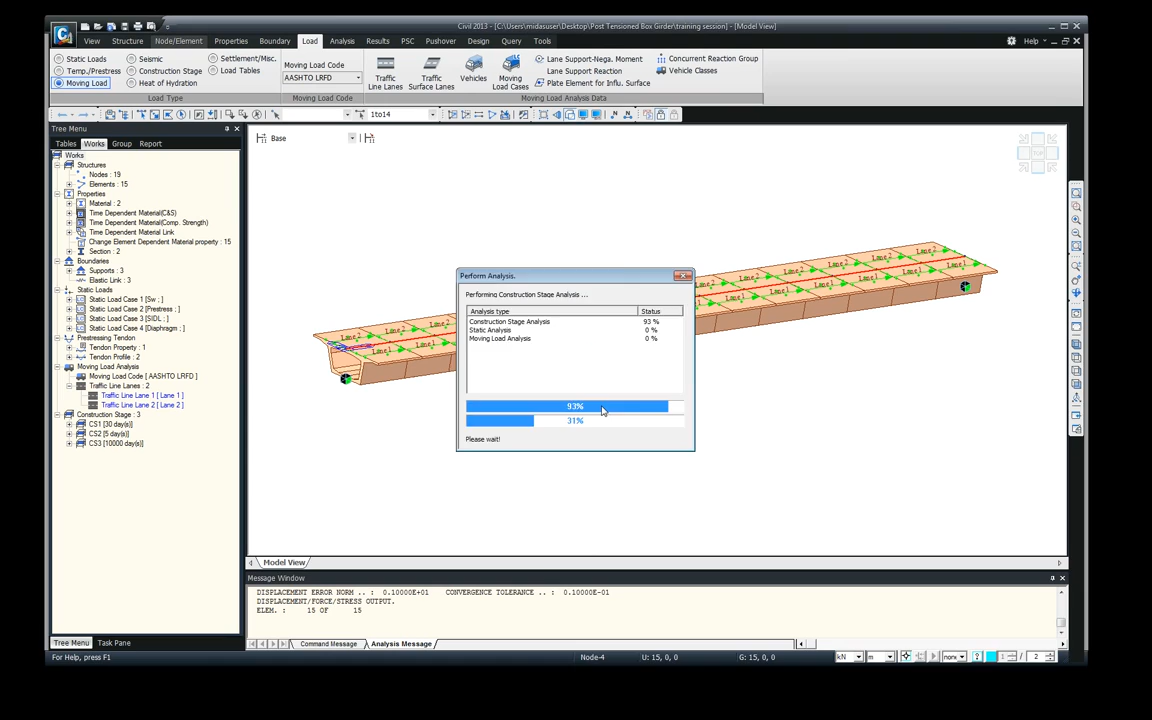 Civil 2013 - [C:\Users\midasuser\Desktop\Post Tensioned Box Girder\training session] - [Model View]
View Structure Node/Element Properties Boundary Load Analysis Results PSC Pushover Design Query Tools Help
Static Loads Seismic Settlement/Misc.
Temp./Prestress Construction Stage Load Tables
Moving Load Heat of Hydration
Load Type
Moving Load Code
AASHTO LRFD
Moving Load Code
Traffic Line Lanes
Traffic Surface Lanes
Vehicles
Moving Load Cases
Lane Support-Nega. Moment
Lane Support Reaction
Plate Element for Influ. Surface
Concurrent Reaction Group
Vehicle Classes
Moving Load Analysis Data
1to14
Tree Menu
Tables Works Group Report
Works
Structures
Nodes : 19
Elements : 15
Properties
Material : 2
Time Dependent Material(C&S)
Time Dependent Material(Comp. Strength)
Time Dependent Material Link
Change Element Dependent Material property : 15
Section : 2
Boundaries
Supports : 3
Elastic Link : 3
Static Loads
Static Load Case 1 [Sw ; ]
Static Load Case 2 [Prestress ; ]
Static Load Case 3 [SIDL ; ]
Static Load Case 4 [Diaphragm ; ]
Prestressing Tendon
Tendon Property : 1
Tendon Profile : 2
Moving Load Analysis
Moving Load Code [ AASHTO LRFD ]
Traffic Line Lanes : 2
Traffic Line Lane 1 [ Lane 1 ]
Traffic Line Lane 2 [ Lane 2 ]
Construction Stage : 3
CS1 [30 day(s)]
CS2 [5 day(s)]
CS3 [10000 day(s)]
Tree Menu Task Pane
Base
TOP
Perform Analysis.
Performing Construction Stage Analysis ...
Analysis type Status
Construction Stage Analysis 93 %
Static Analysis 0 %
Moving Load Analysis 0 %
93%
31%
Please wait!
Model View
Message Window
DISPLACEMENT ERROR NORM .. : 0.10000E+01 CONVERGENCE TOLERANCE .. : 0.10000E-01
DISPLACEMENT/FORCE/STRESS OUTPUT.
ELEM. : 15 OF 15
Command Message Analysis Message
For Help, press F1 Node-4 U: 15, 0, 0 G: 15, 0, 0 kN m 1 / 2